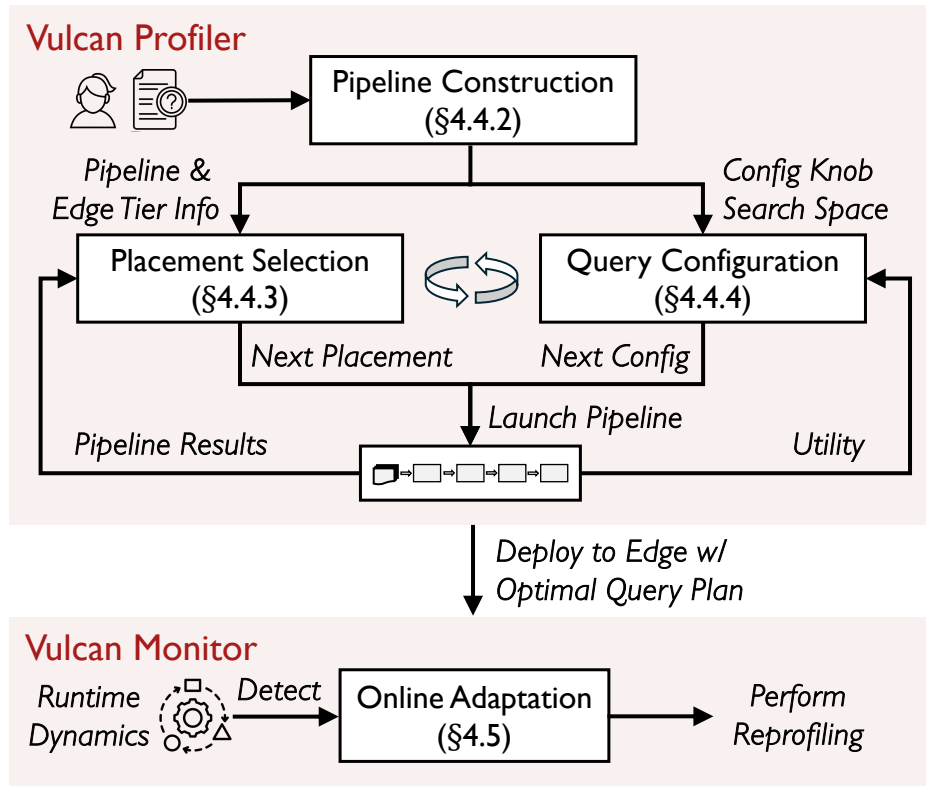 Vulcan Profiler
?
Pipeline Construction
(§4.4.2)
Pipeline &
Edge Tier Info
Config Knob
Search Space
Placement Selection
(§4.4.3)
Query Configuration
(§4.4.4)
Next Placement
Next Config
Launch Pipeline
Pipeline Results
Utility
Deploy to Edge w/
Optimal Query Plan
Vulcan Monitor
Runtime
Dynamics
Detect
Online Adaptation
(§4.5)
Perform
Reprofiling